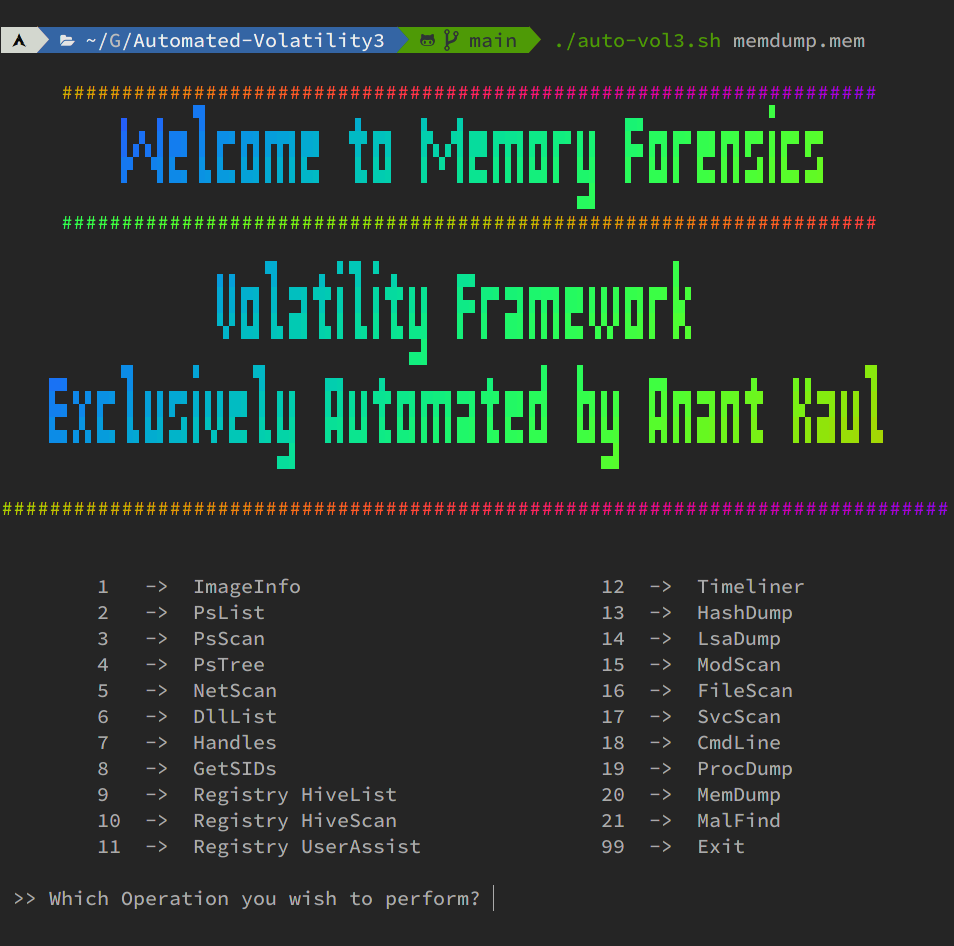 ~/G/Automated-Volatility3 main ./auto-vol3.sh memdump.mem
####################################################################
Welcome to Memory Forensics
####################################################################
Volatility Framework
Exclusively Automated by Anant Kaul
###############################################################################
1 -> ImageInfo 12 -> Timeliner
2 -> PsList 13 -> HashDump
3 -> PsScan 14 -> LsaDump
4 -> PsTree 15 -> ModScan
5 -> NetScan 16 -> FileScan
6 -> DllList 17 -> SvcScan
7 -> Handles 18 -> CmdLine
8 -> GetSIDs 19 -> ProcDump
9 -> Registry HiveList 20 -> MemDump
10 -> Registry HiveScan 21 -> MalFind
11 -> Registry UserAssist 99 -> Exit
>> Which Operation you wish to perform?